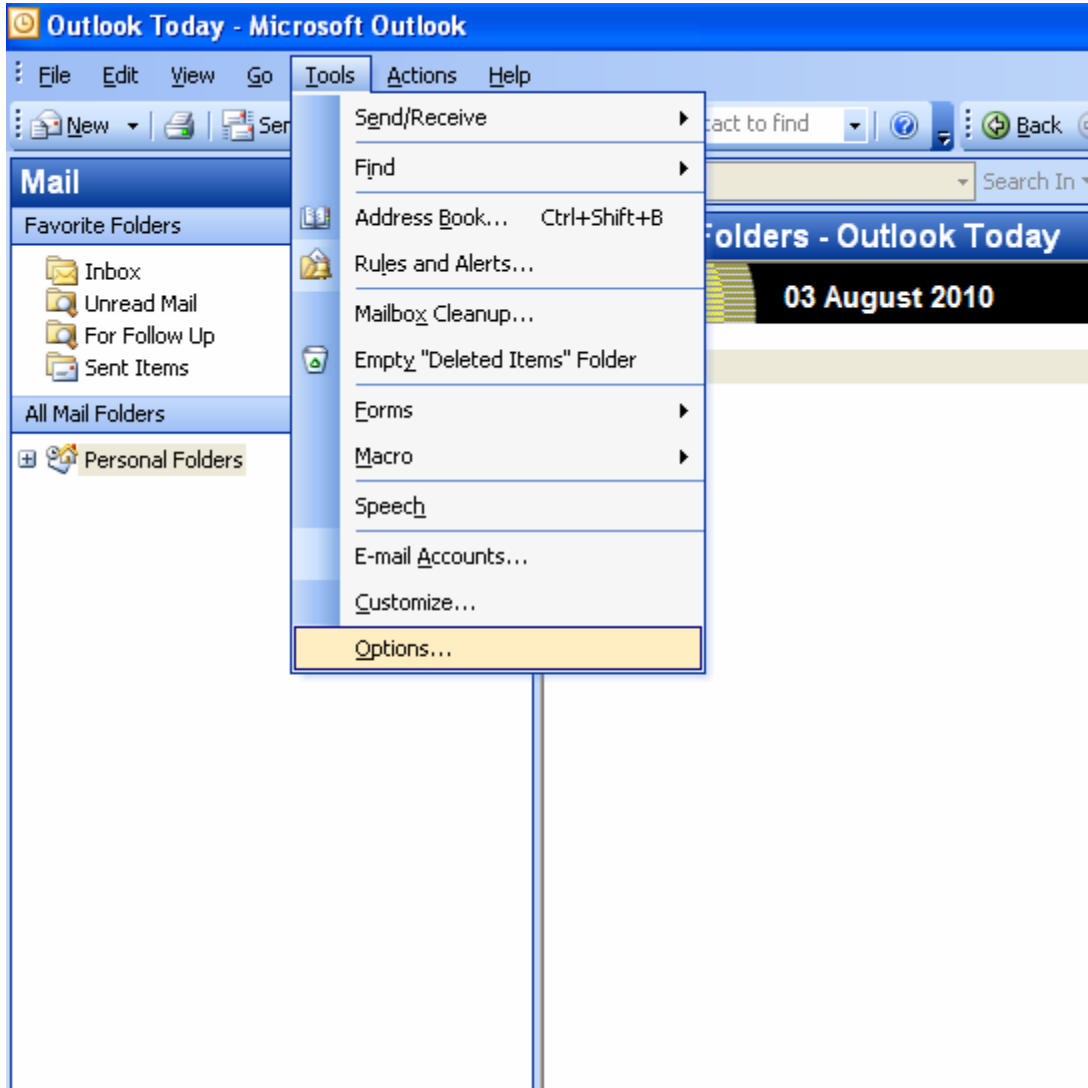 Outlook Today - Microsoft Outlook
File Edit View Go Tools Actions Help
New
Back
Send/Receive
tact to find
Find
Search In
Mail
Favorite Folders
Address Book... Ctrl+Shift+B
Folders - Outlook Today
Inbox
Rules and Alerts...
Unread Mail
03 August 2010
Mailbox Cleanup...
For Follow Up
Empty "Deleted Items" Folder
Sent Items
All Mail Folders
Forms
Personal Folders
Macro
Speech
E-mail Accounts...
Customize...
Options...